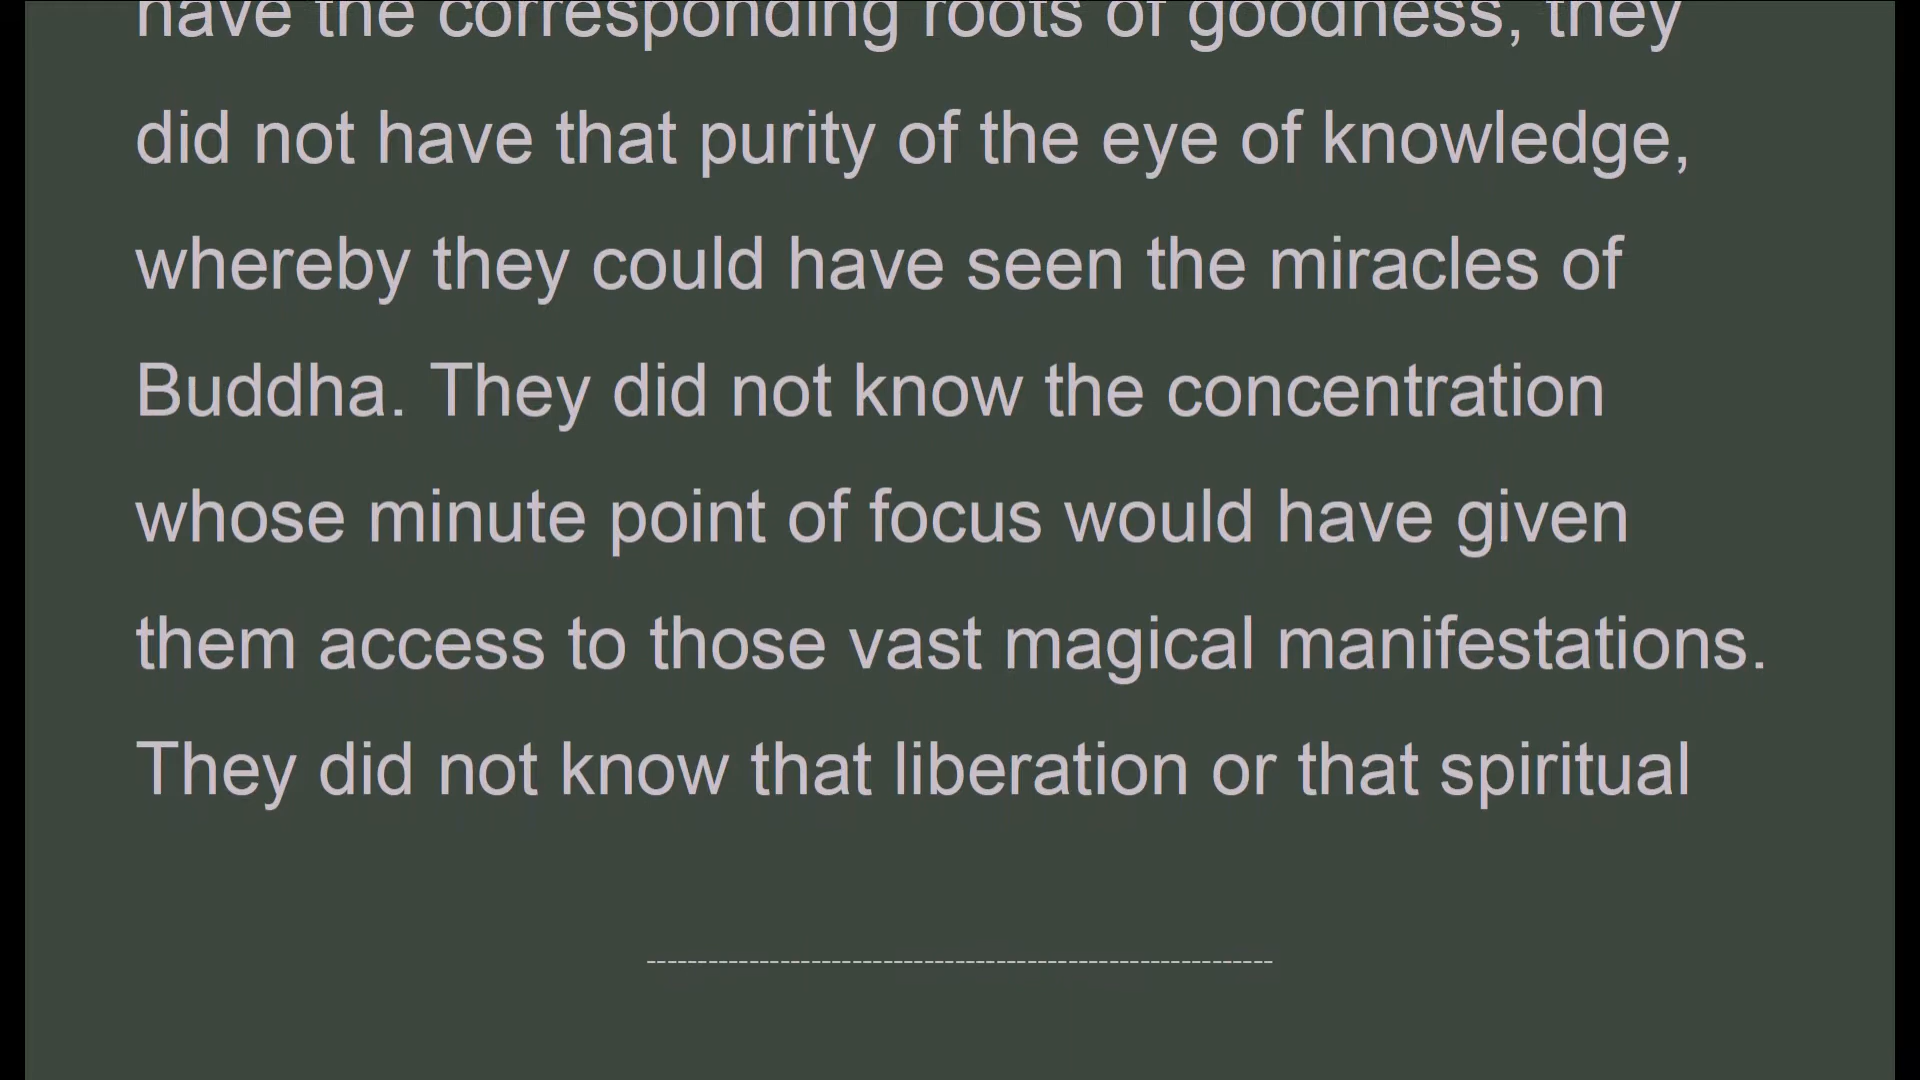 have the corresponding roots of goodness, they
did not have that purity of the eye of knowledge,
whereby they could have seen the miracles of
Buddha. They did not know the concentration
whose minute point of focus would have given
them access to those vast magical manifestations.
They did not know that liberation or that spiritual
------------------------------------------------------------